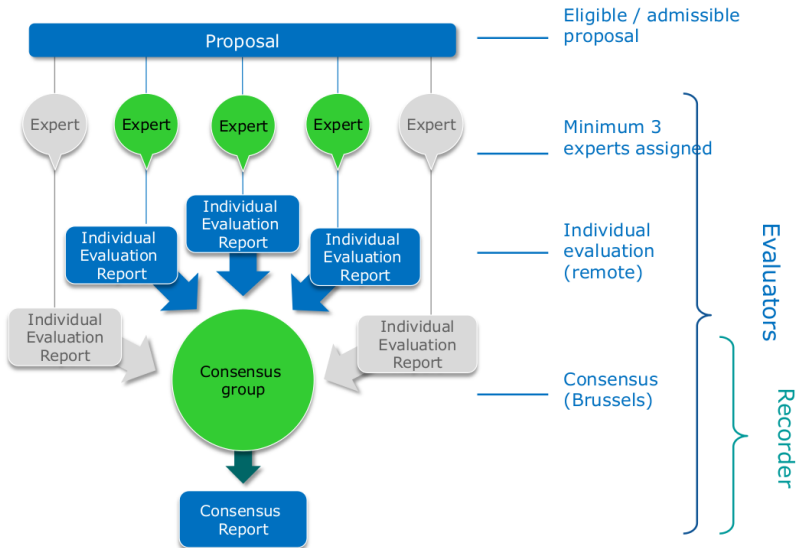 Proposal
Eligible / admissible
proposal
Expert
Expert
Expert
Expert
Expert
Minimum 3
experts assigned
Individual
Evaluation
Report
Individual
Evaluation
Report
Individual
Evaluation
Report
Individual
evaluation
(remote)
Individual
Evaluation
Report
Individual
Evaluation
Report
Consensus
group
Consensus
(Brussels)
Consensus
Report
Evaluators
Recorder